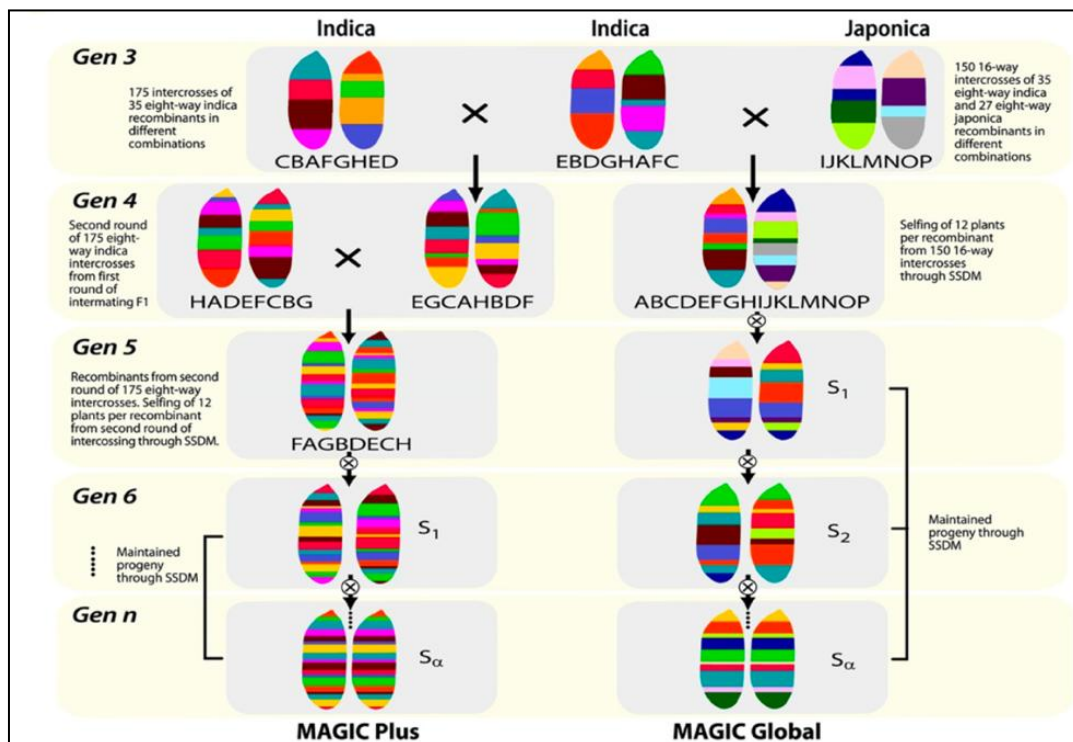 Indica
Indica
Japonica
Gen 3
175 intercrosses of
35 eight-way indica
recombinants in
different
combinations
CBAFGHED
EBDGHAFC
IJKLMNOP
150 16-way
intercrosses of 35
eight-way indica
and 27 eight-way
japonica
recombinants in
different
combinations
Gen 4
Second round
of 175 eight-
way indica
intercrosses
from first
round of
intermating F1
HADEFCBG
EGCAHBDF
ABCDEFGHIJKLMNOP
Selfing of 12 plants
per recombinant
from 150 16-way
intercrosses
through SSDM
Gen 5
Recombinants from second
round of 175 eight-way
intercrosses. Selfing of 12
plants per recombinant
from second round of
intercossing through SSDM.
FAGBDECH
S1
Gen 6
Maintained
progeny
through SSDM
S1
S2
Maintained
progeny through
SSDM
Gen n
Sα
Sα
MAGIC Plus
MAGIC Global